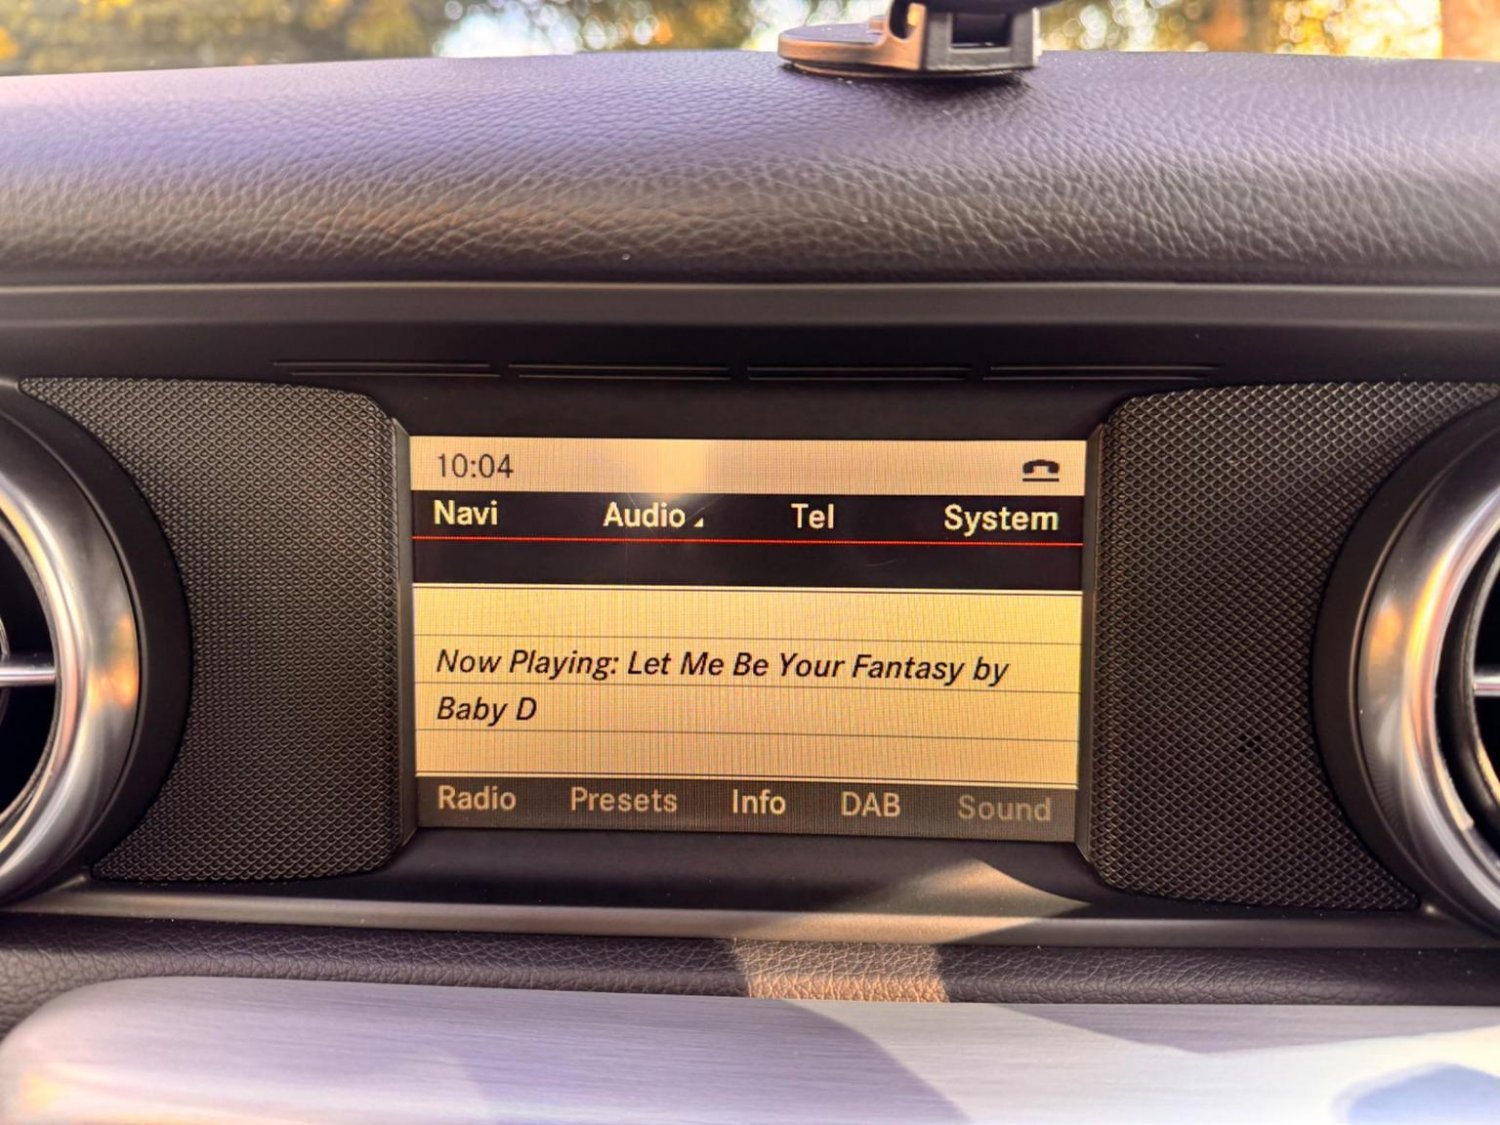 10:04
Navi Audio Tel System
Now Playing: Let Me Be Your Fantasy by
Baby D
Radio Presets Info DAB Sound